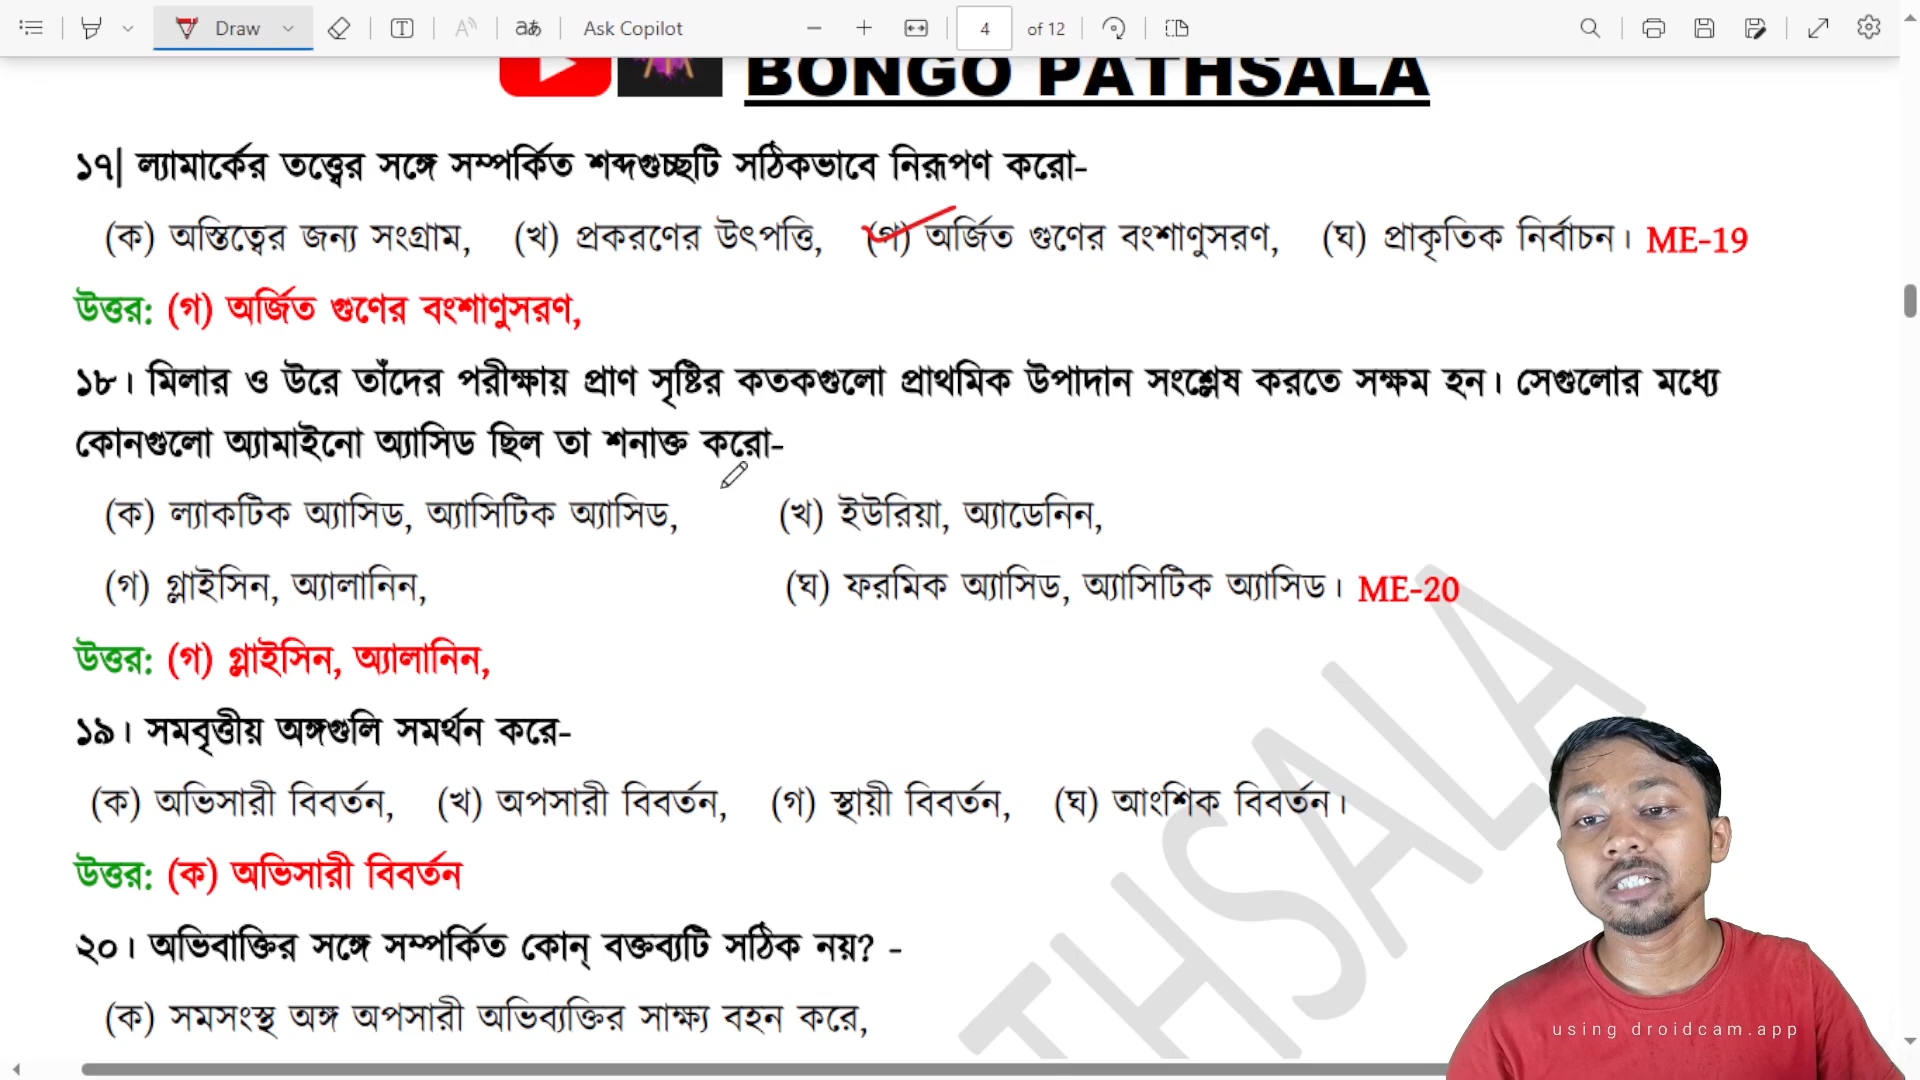 Draw
Ask Copilot
4 of 12
BONGO PATHSALA
১৭| ল্যামার্কের তত্ত্বের সঙ্গে সম্পর্কিত শব্দগুচ্ছটি সঠিকভাবে নিরূপণ করো-
(ক) অস্তিত্বের জন্য সংগ্রাম, (খ) প্রকরণের উৎপত্তি, (গ) অর্জিত গুণের বংশাণুসরণ, (ঘ) প্রাকৃতিক নির্বাচন। ME-19
উত্তর: (গ) অর্জিত গুণের বংশাণুসরণ,
১৮। মিলার ও উরে তাঁদের পরীক্ষায় প্রাণ সৃষ্টির কতকগুলো প্রাথমিক উপাদান সংশ্লেষ করতে সক্ষম হন। সেগুলোর মধ্যে
কোনগুলো অ্যামাইনো অ্যাসিড ছিল তা শনাক্ত করো-
(ক) ল্যাকটিক অ্যাসিড, অ্যাসিটিক অ্যাসিড, (খ) ইউরিয়া, অ্যাডেনিন,
(গ) গ্লাইসিন, অ্যালানিন, (ঘ) ফরমিক অ্যাসিড, অ্যাসিটিক অ্যাসিড। ME-20
উত্তর: (গ) গ্লাইসিন, অ্যালানিন,
১৯। সমবৃত্তীয় অঙ্গগুলি সমর্থন করে-
(ক) অভিসারী বিবর্তন, (খ) অপসারী বিবর্তন, (গ) স্থায়ী বিবর্তন, (ঘ) আংশিক বিবর্তন।
উত্তর: (ক) অভিসারী বিবর্তন
২০। অভিবাক্তির সঙ্গে সম্পর্কিত কোন্ বক্তব্যটি সঠিক নয়? -
(ক) সমসংস্থ অঙ্গ অপসারী অভিব্যক্তির সাক্ষ্য বহন করে,
THSALA
using droidcam.app